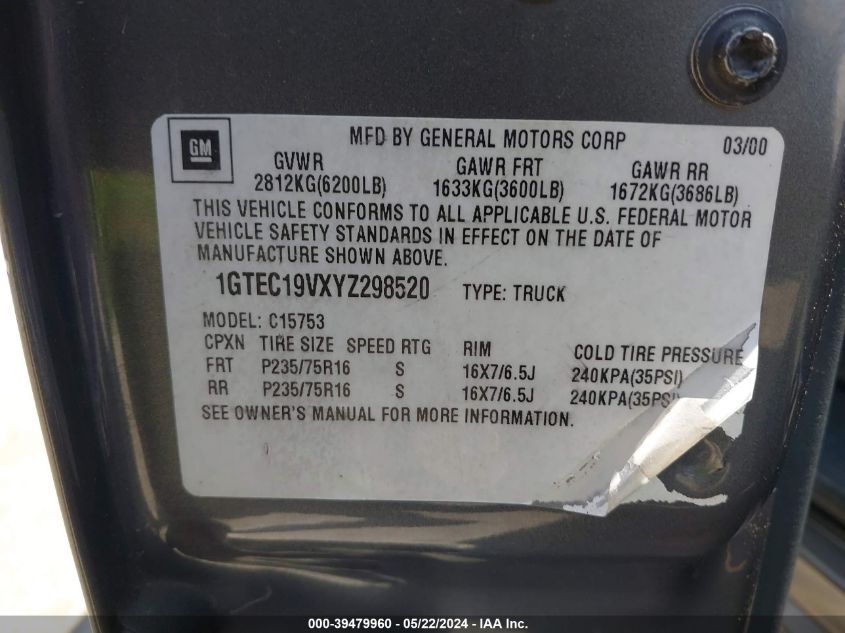 GM
MFD BY GENERAL MOTORS CORP 03/00
GVWR GAWR FRT GAWR RR
2812KG(6200LB) 1633KG(3600LB) 1672KG(3686LB)
THIS VEHICLE CONFORMS TO ALL APPLICABLE U.S. FEDERAL MOTOR
VEHICLE SAFETY STANDARDS IN EFFECT ON THE DATE OF
MANUFACTURE SHOWN ABOVE.
1GTEC19VXYZ298520 TYPE: TRUCK
MODEL: C15753
CPXN TIRE SIZE SPEED RTG RIM COLD TIRE PRESSURE
FRT P235/75R16 S 16X7/6.5J 240KPA(35PSI)
RR P235/75R16 S 16X7/6.5J 240KPA(35PSI)
SEE OWNER'S MANUAL FOR MORE INFORMATION.
000-39479960 - 05/22/2024 - IAA Inc.